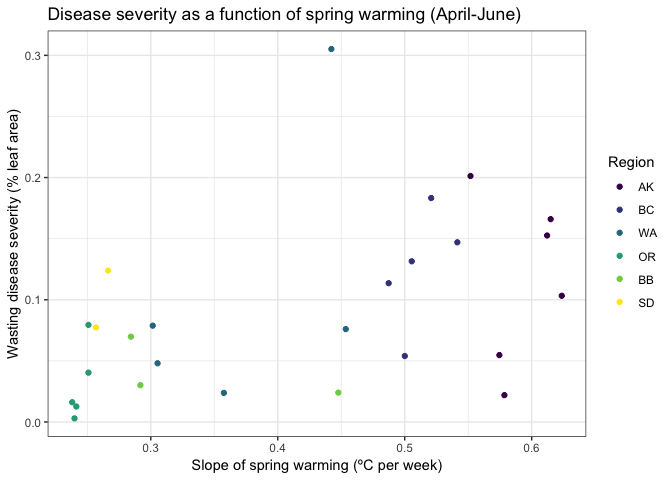 Disease severity as a function of spring warming (April-June)
Wasting disease severity (% leaf area)
0.3
0.2
0.1
0.0
0.3
0.4
0.5
0.6
Slope of spring warming (ºC per week)
Region
AK
BC
WA
OR
BB
SD